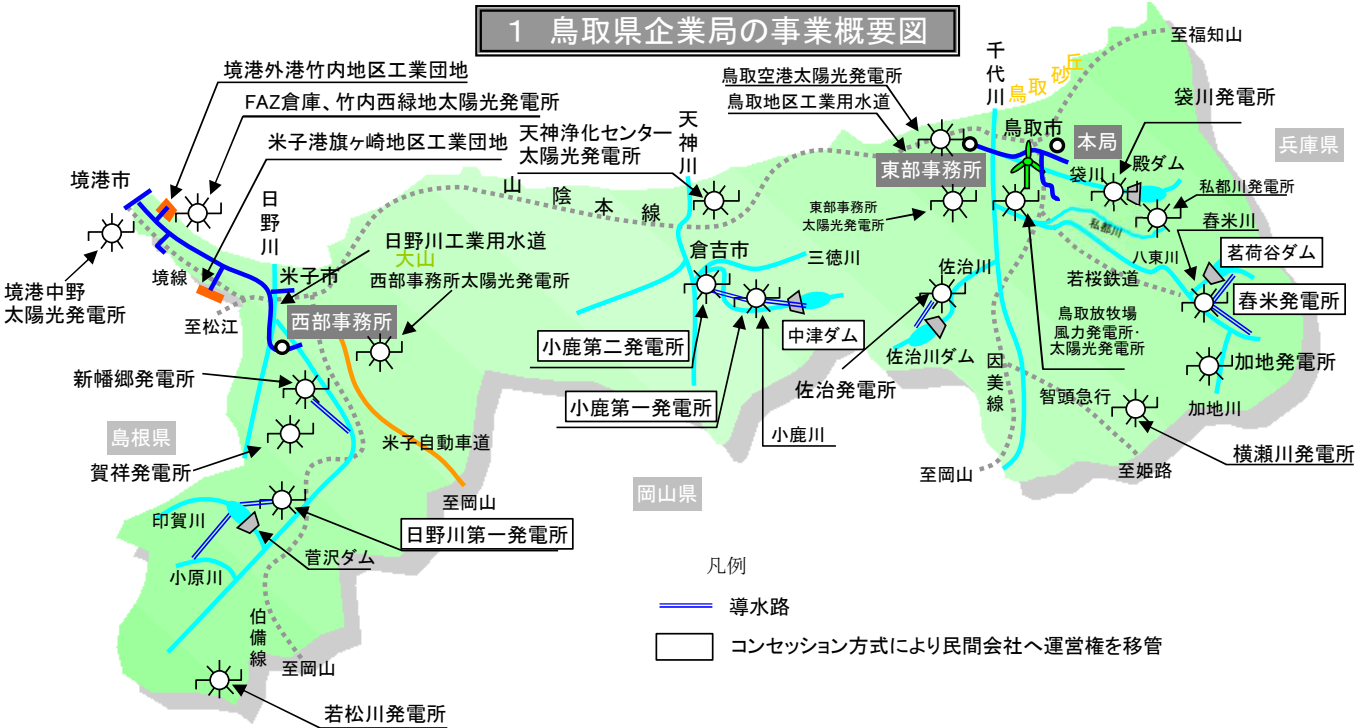 1 鳥取県企業局の事業概要図
境港外港竹内地区工業団地
FAZ倉庫、竹内西緑地太陽光発電所
米子港旗ヶ崎地区工業団地
境港市
日野川
境港中野
太陽光発電所
境線
至松江
米子市
日野川工業用水道
大山
西部事務所太陽光発電所
西部事務所
山陰本線
天神浄化センター
太陽光発電所
天神川
倉吉市
三徳川
小鹿第二発電所
小鹿第一発電所
中津ダム
小鹿川
鳥取空港太陽光発電所
鳥取地区工業用水道
千代川
鳥取砂丘
至福知山
鳥取市
本局
東部事務所
東部事務所
太陽光発電所
袋川発電所
兵庫県
袋川
殿ダム
私都川発電所
私都川
舂米川
八東川
茗荷谷ダム
若桜鉄道
舂米発電所
鳥取放牧場
風力発電所・
太陽光発電所
佐治川
佐治川ダム
佐治発電所
因美線
智頭急行
加地発電所
加地川
横瀬川発電所
至姫路
至岡山
新幡郷発電所
島根県
賀祥発電所
米子自動車道
至岡山
岡山県
日野川第一発電所
印賀川
菅沢ダム
小原川
伯備線
至岡山
若松川発電所
凡例
導水路
コンセッション方式により民間会社へ運営権を移管